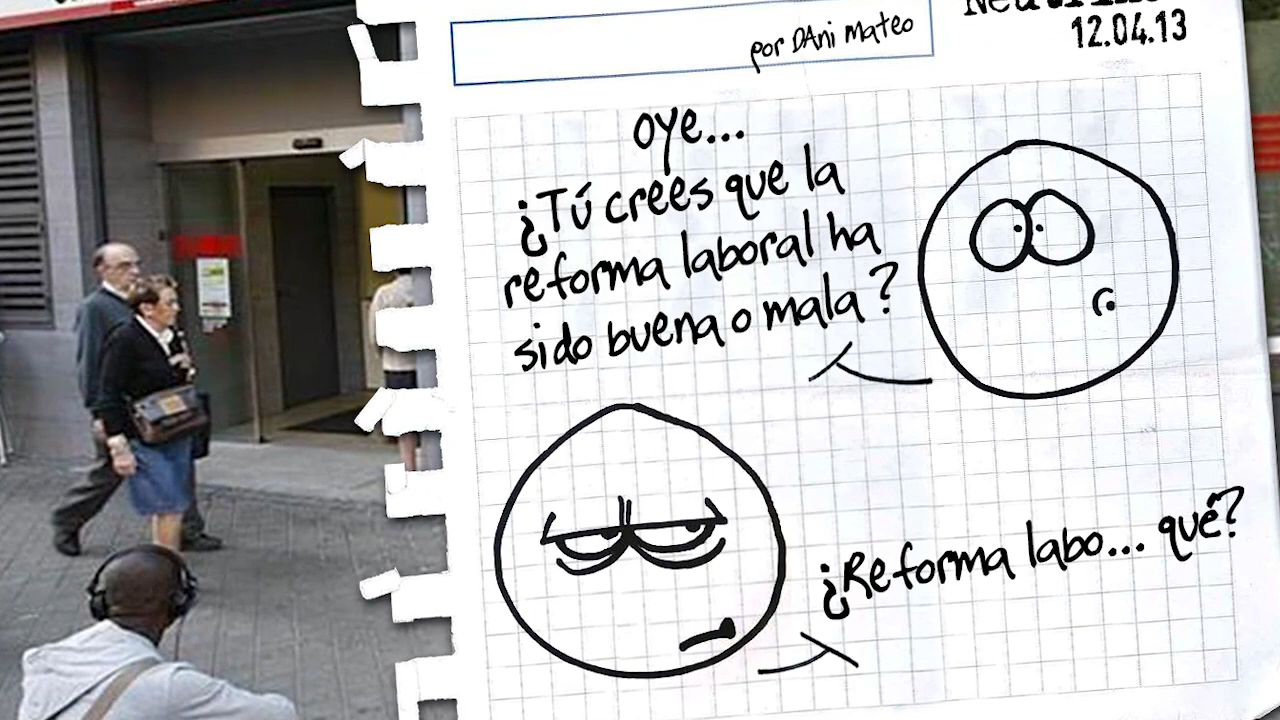 por DAni Mateo
12.04.13
oye...
¿Tú crees que la
reforma laboral ha
sido buena o mala?
¿Reforma labo... qué?